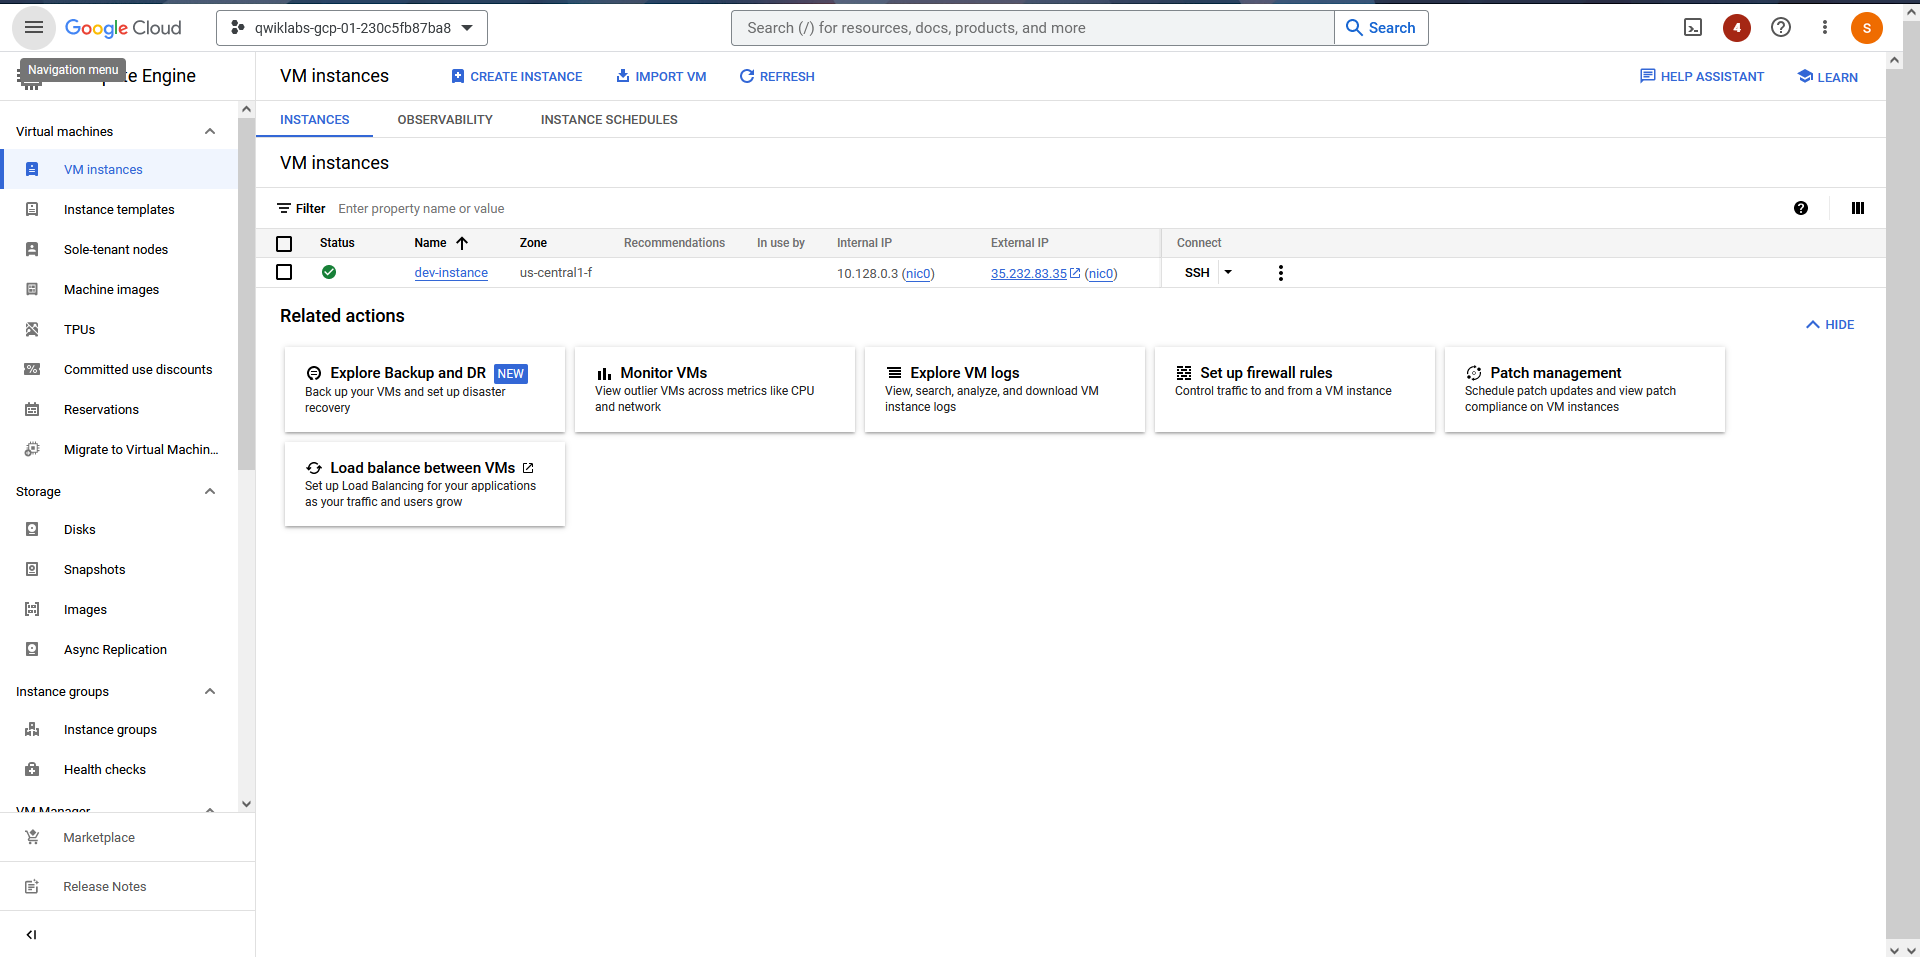 Google Cloud
qwiklabs-gcp-01-230c5fb87ba8
Search (/) for resources, docs, products, and more
Search
4
S
Navigation menu
Engine
VM instances
CREATE INSTANCE
IMPORT VM
REFRESH
HELP ASSISTANT
LEARN
Virtual machines
VM instances
Instance templates
Sole-tenant nodes
Machine images
TPUs
Committed use discounts
Reservations
Migrate to Virtual Machin...
Storage
Disks
Snapshots
Images
Async Replication
Instance groups
Instance groups
Health checks
VM Manager
Marketplace
Release Notes
INSTANCES
OBSERVABILITY
INSTANCE SCHEDULES
VM instances
Filter
Enter property name or value
Status
Name
Zone
Recommendations
In use by
Internal IP
External IP
Connect
dev-instance
us-central1-f
10.128.0.3 (nic0)
35.232.83.35 (nic0)
SSH
Related actions
HIDE
Explore Backup and DR NEW
Back up your VMs and set up disaster
recovery
Monitor VMs
View outlier VMs across metrics like CPU
and network
Explore VM logs
View, search, analyze, and download VM
instance logs
Set up firewall rules
Control traffic to and from a VM instance
Patch management
Schedule patch updates and view patch
compliance on VM instances
Load balance between VMs
Set up Load Balancing for your applications
as your traffic and users grow